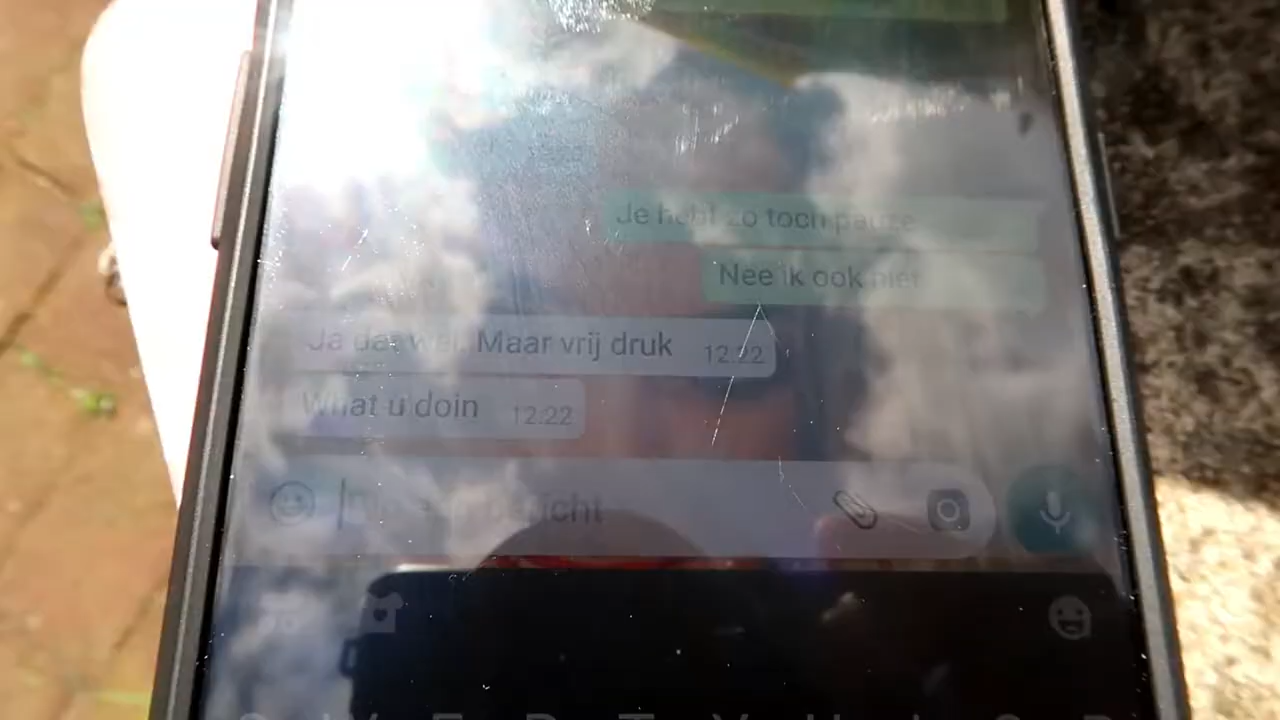 Je hebt zo toch pauze
Nee ik ook niet
Ja dat wel. Maar vrij druk 12:22
What u doin 12:22
bericht